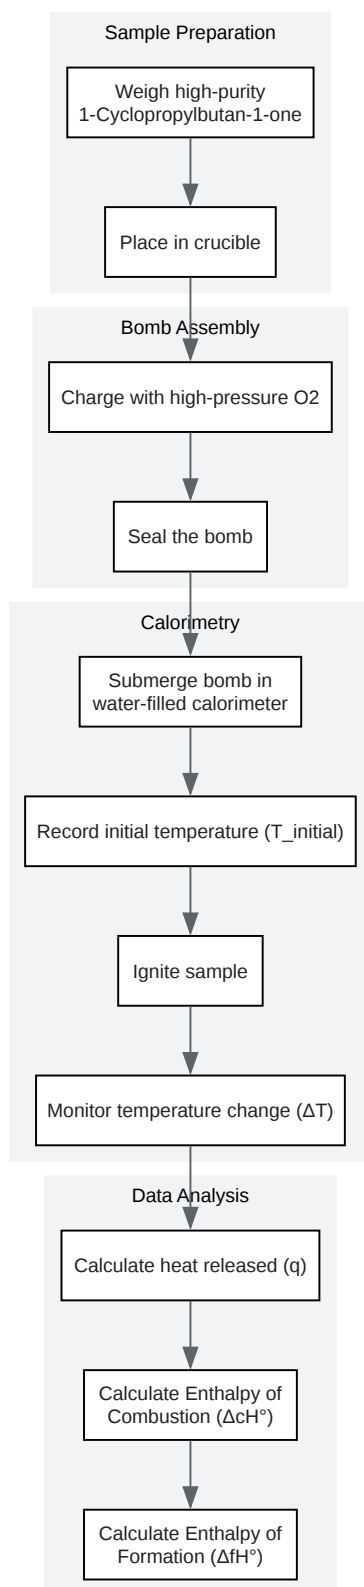 Sample Preparation
Weigh high-purity
1-Cyclopropylbutan-1-one
Place in crucible
Bomb Assembly
Charge with high-pressure O2
Seal the bomb
Calorimetry
Submerge bomb in
water-filled calorimeter
Record initial temperature (T_initial)
Ignite sample
Monitor temperature change (ΔT)
Data Analysis
Calculate heat released (q)
Calculate Enthalpy of
Combustion (ΔcH°)
Calculate Enthalpy of
Formation (ΔfH°)